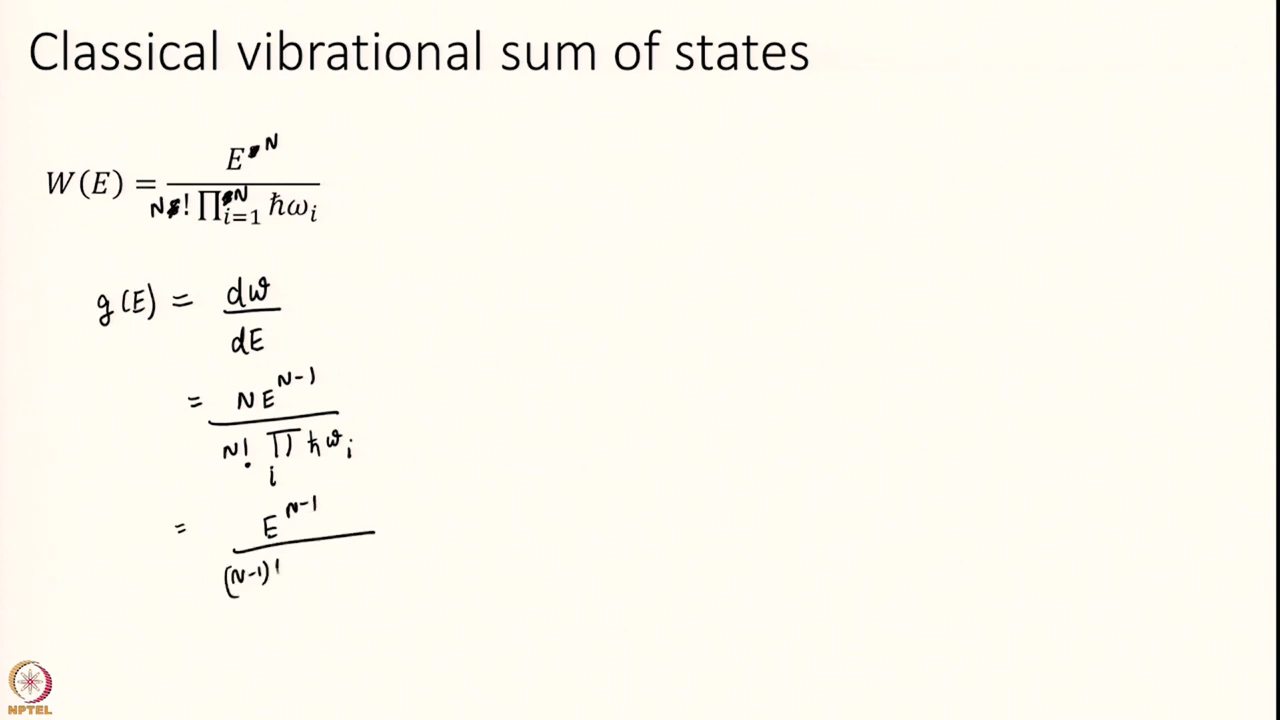 Classical vibrational sum of states
W(E) = E^N / N! ∏_{i=1}^{N} ℏω_i
g(E) = dW / dE
= N E^{N-1} / N! ∏_i ℏω_i
= E^{N-1} / (N-1)!
NPTEL